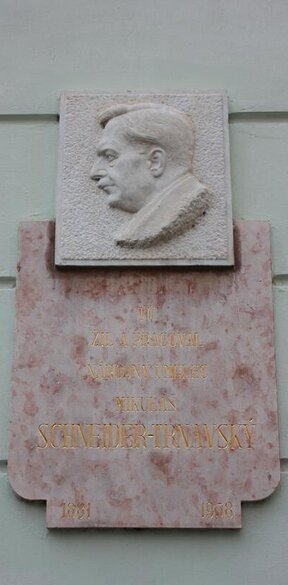 TU
ŽIL A PRACOVAL
NÁRODNÝ UMELEC
MIKULÁŠ
SCHNEIDER-TRNAVSKÝ
1881 1958